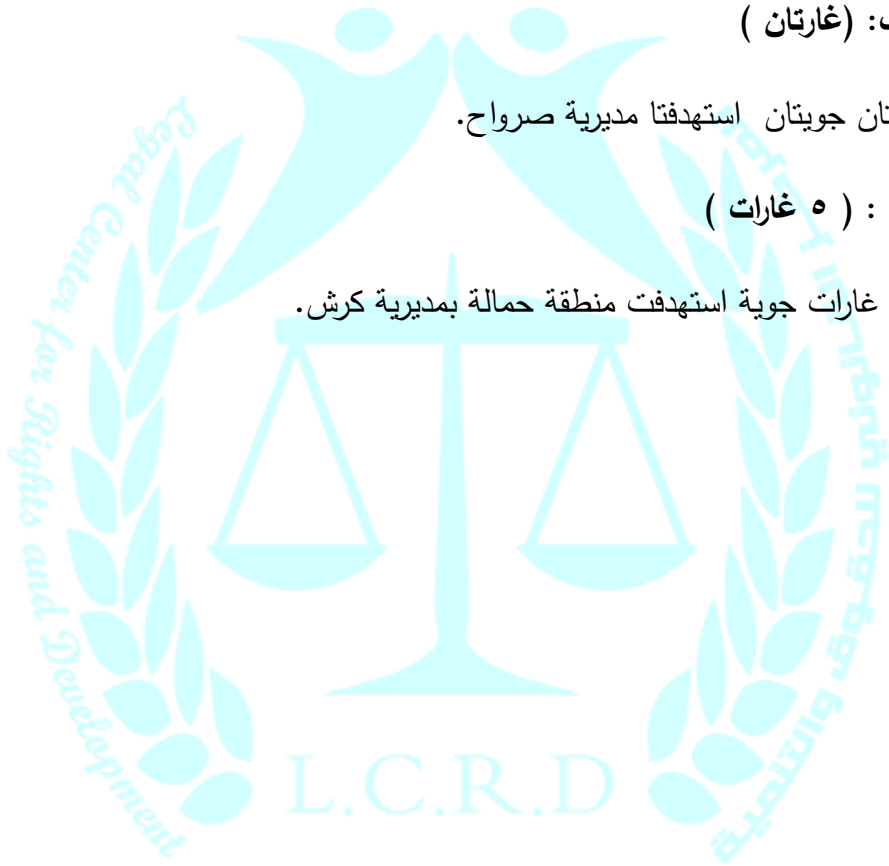 : (غارتان )
جويتان استهدفتا مديرية صرواح.
: ( ٥ غارات )
غارات جوية استهدفت منطقة حمالة بمديرية كرش.
Legal Center for Rights and Development
L.C.R.D